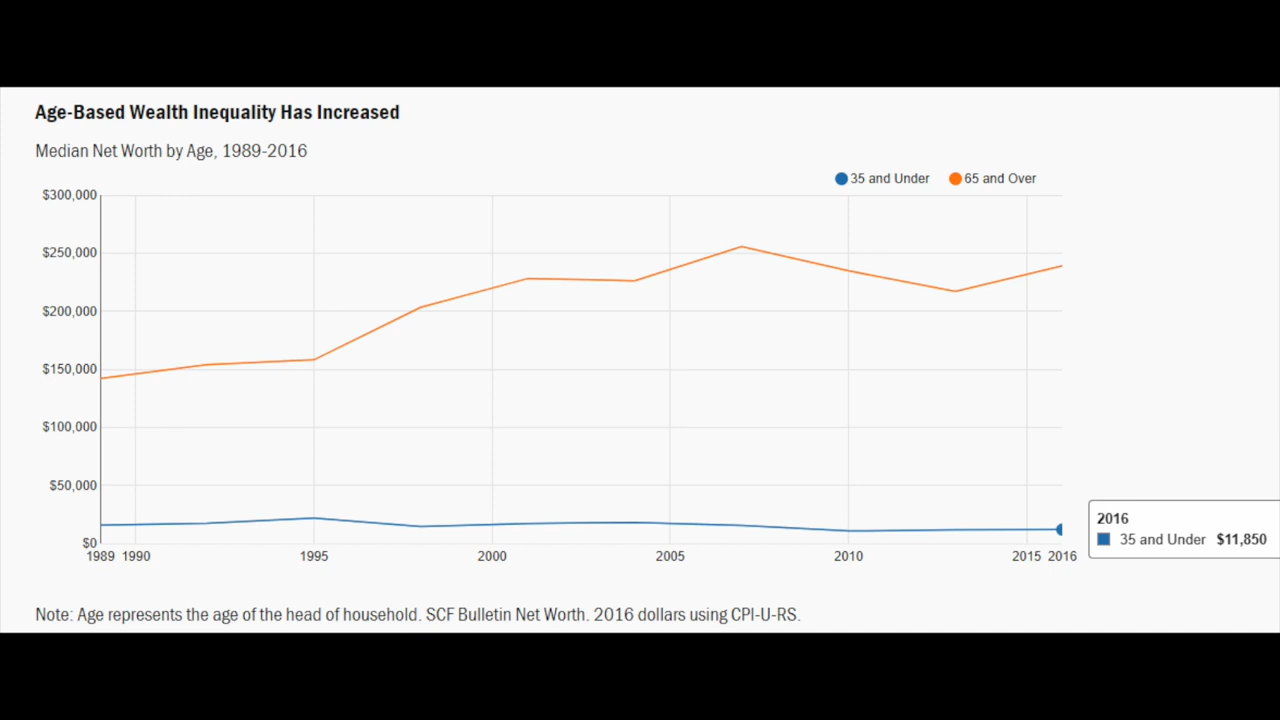 Age-Based Wealth Inequality Has Increased
Median Net Worth by Age, 1989-2016
35 and Under 65 and Over
$300,000
$250,000
$200,000
$150,000
$100,000
$50,000
$0
1989 1990 1995 2000 2005 2010 2015 2016
2016
35 and Under $11,850
Note: Age represents the age of the head of household. SCF Bulletin Net Worth. 2016 dollars using CPI-U-RS.